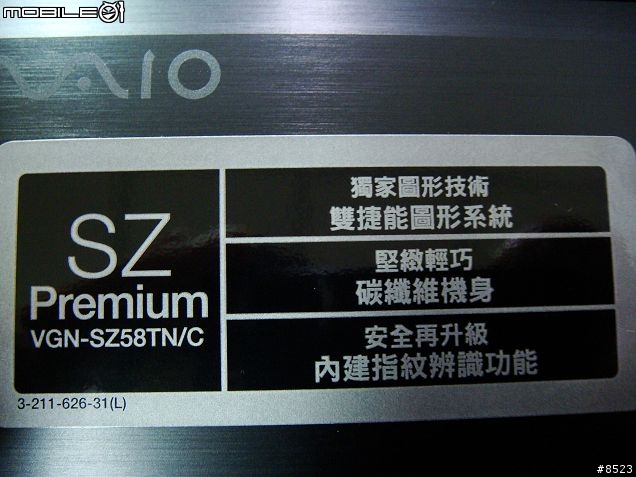 MOBILE01
VAIO
SZ
Premium
VGN-SZ58TN/C
獨家圖形技術
雙捷能圖形系統
堅緻輕巧
碳纖維機身
安全再升級
內建指紋辨識功能
3-211-626-31(L)
#8523